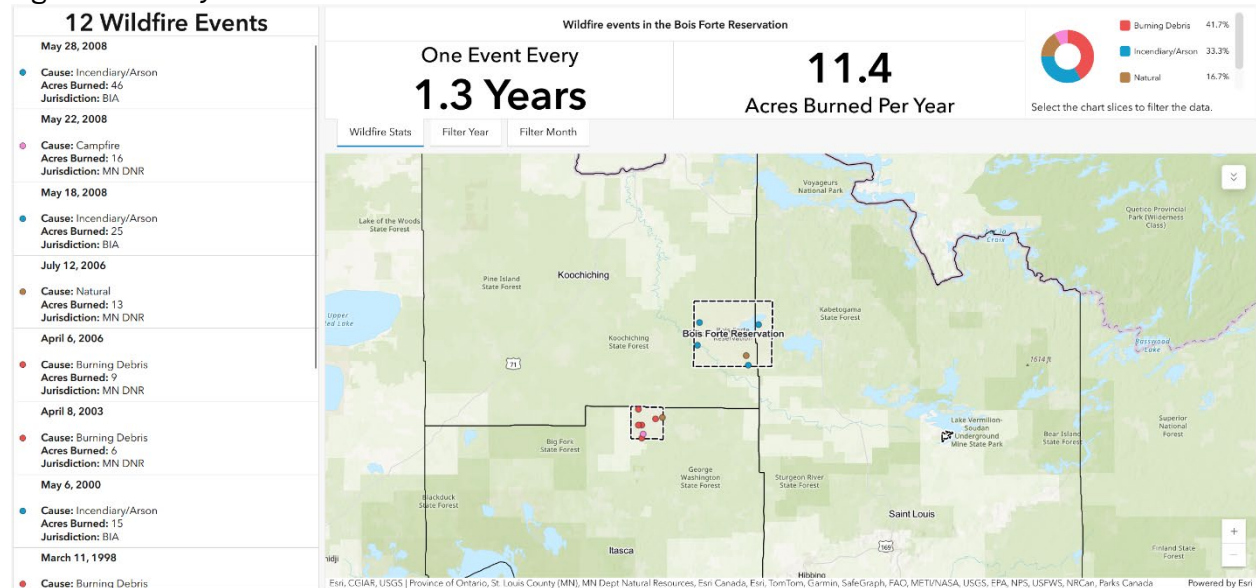 12 Wildfire Events
May 28, 2008
Cause: Incendiary/Arson
Acres Burned: 46
Jurisdiction: BIA
May 22, 2008
Cause: Campfire
Acres Burned: 16
Jurisdiction: MN DNR
May 18, 2008
Cause: Incendiary/Arson
Acres Burned: 25
Jurisdiction: BIA
July 12, 2006
Cause: Natural
Acres Burned: 13
Jurisdiction: MN DNR
April 6, 2006
Cause: Burning Debris
Acres Burned: 9
Jurisdiction: MN DNR
April 8, 2003
Cause: Burning Debris
Acres Burned: 6
Jurisdiction: MN DNR
May 6, 2000
Cause: Incendiary/Arson
Acres Burned: 15
Jurisdiction: BIA
March 11, 1998
Cause: Burning Debris
Wildfire events in the Bois Forte Reservation
One Event Every
1.3 Years
11.4
Acres Burned Per Year
Burning Debris 41.7%
Incendiary/Arson 33.3%
Natural 16.7%
Select the chart slices to filter the data.
Wildfire Stats
Filter Year
Filter Month
Voyageurs
National Park
Quetico Provincial
Park (Wilderness
Class)
Lake of the Woods
State Forest
Croix
Pine Island
State Forest
Koochiching
Kabetogama
State Forest
Upper
Red Lake
Koochiching
State Forest
Bois Forte Reservation
71
1614 ft
Basswood
Lake
Big Fork
State Forest
Lake Vermilion-
Soudan
Underground
Mine State Park
Bear Island
State Forest
Superior
National
Forest
George
Washington
State Forest
Sturgeon River
State Forest
Blackduck
State Forest
Saint Louis
169
Itasca
Finland State
Forest
midji
Hibbing
Esri, CGIAR, USGS | Province of Ontario, St. Louis County (MN), MN Dept Natural Resources, Esri Canada, Esri, TomTom, Garmin, SafeGraph, FAO, METI/NASA, USGS, EPA, NPS, USFWS, NRCan, Parks Canada
Powered by Esri